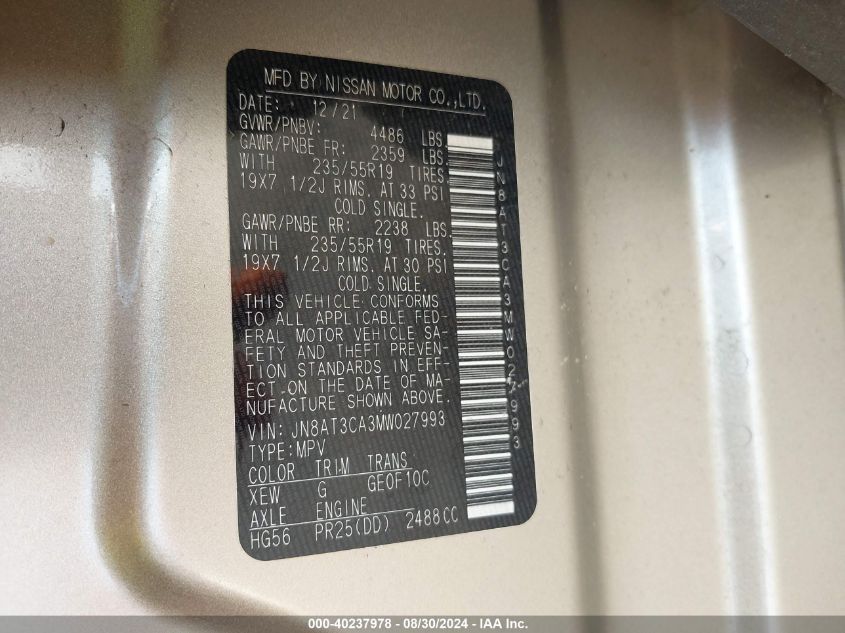 MFD BY NISSAN MOTOR CO.,LTD.
DATE: 12/21
GVWR/PNBV: 4486 LBS.
GAWR/PNBE FR: 2359 LBS.
WITH 235/55R19 TIRES.
19X7 1/2J RIMS. AT 33 PSI
COLD SINGLE.
GAWR/PNBE RR: 2238 LBS.
WITH 235/55R19 TIRES.
19X7 1/2J RIMS. AT 30 PSI
COLD SINGLE.
THIS VEHICLE CONFORMS
TO ALL APPLICABLE FED-
ERAL MOTOR VEHICLE SA-
FETY AND THEFT PREVEN-
TION STANDARDS IN EFF-
ECT ON THE DATE OF MA-
NUFACTURE SHOWN ABOVE.
VIN: JN8AT3CA3MW027993
TYPE:MPV
COLOR TRIM TRANS
XEW G GE0F10C
AXLE ENGINE
HG56 PR25(DD) 2488CC
JN8AT3CA3MW027993
000-40237978 - 08/30/2024 - IAA Inc.